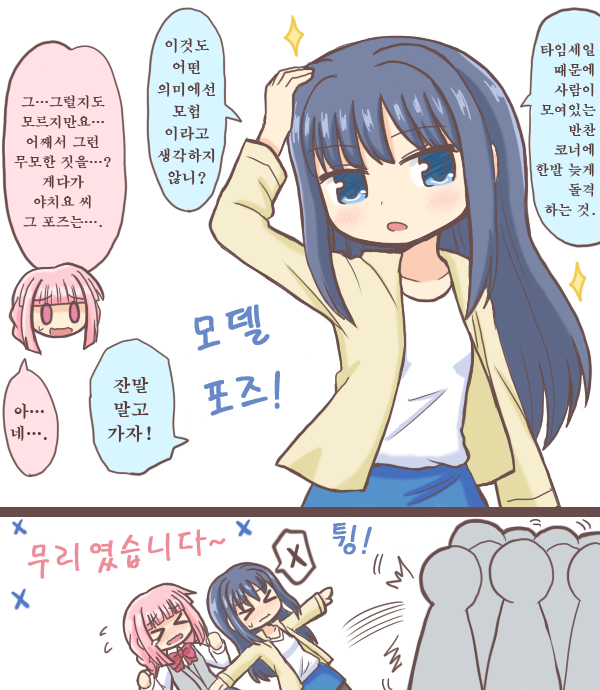 타임세일
때문에
사람이
모여있는
반찬
코너에
한발 늦게
돌격
하는 것.
이것도
어떤
의미에선
모험
이라고
생각하지
않니?
그…그럴지도
모르지만요…
어째서 그런
무모한 짓을…?
게다가
야치요 씨
그 포즈는….
모델
포즈!
잔말
말고
가자!
아…
네….
무리였습니다~
X
튕!